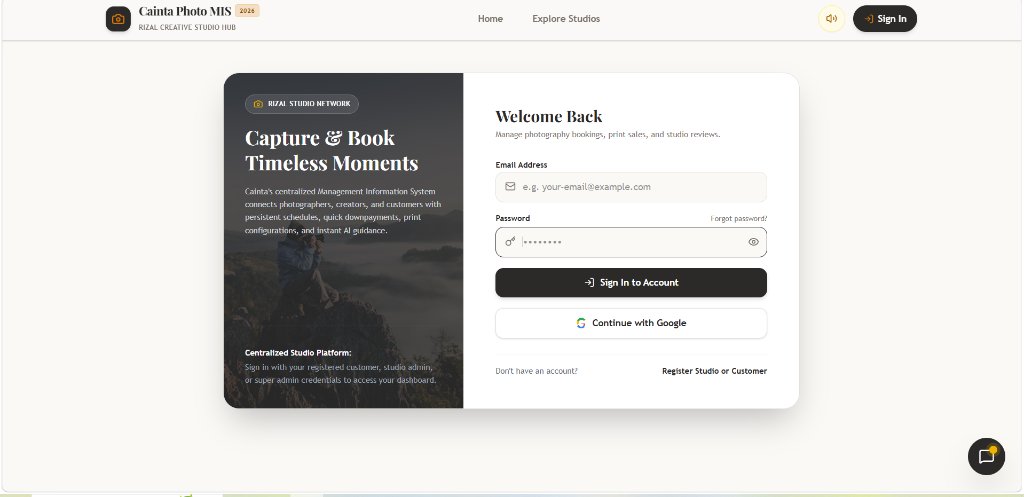 Cainta Photo MIS 2026
RIZAL CREATIVE STUDIO HUB
Home
Explore Studios
Sign In
RIZAL STUDIO NETWORK
Capture & Book
Timeless Moments
Cainta's centralized Management Information System
connects photographers, creators, and customers with
persistent schedules, quick downpayments, print
configurations, and instant AI guidance.
Centralized Studio Platform:
Sign in with your registered customer, studio admin,
or super admin credentials to access your dashboard.
Welcome Back
Manage photography bookings, print sales, and studio reviews.
Email Address
e.g. your-email@example.com
Password
Forgot password?
••••••••
Sign In to Account
Continue with Google
Don't have an account?
Register Studio or Customer